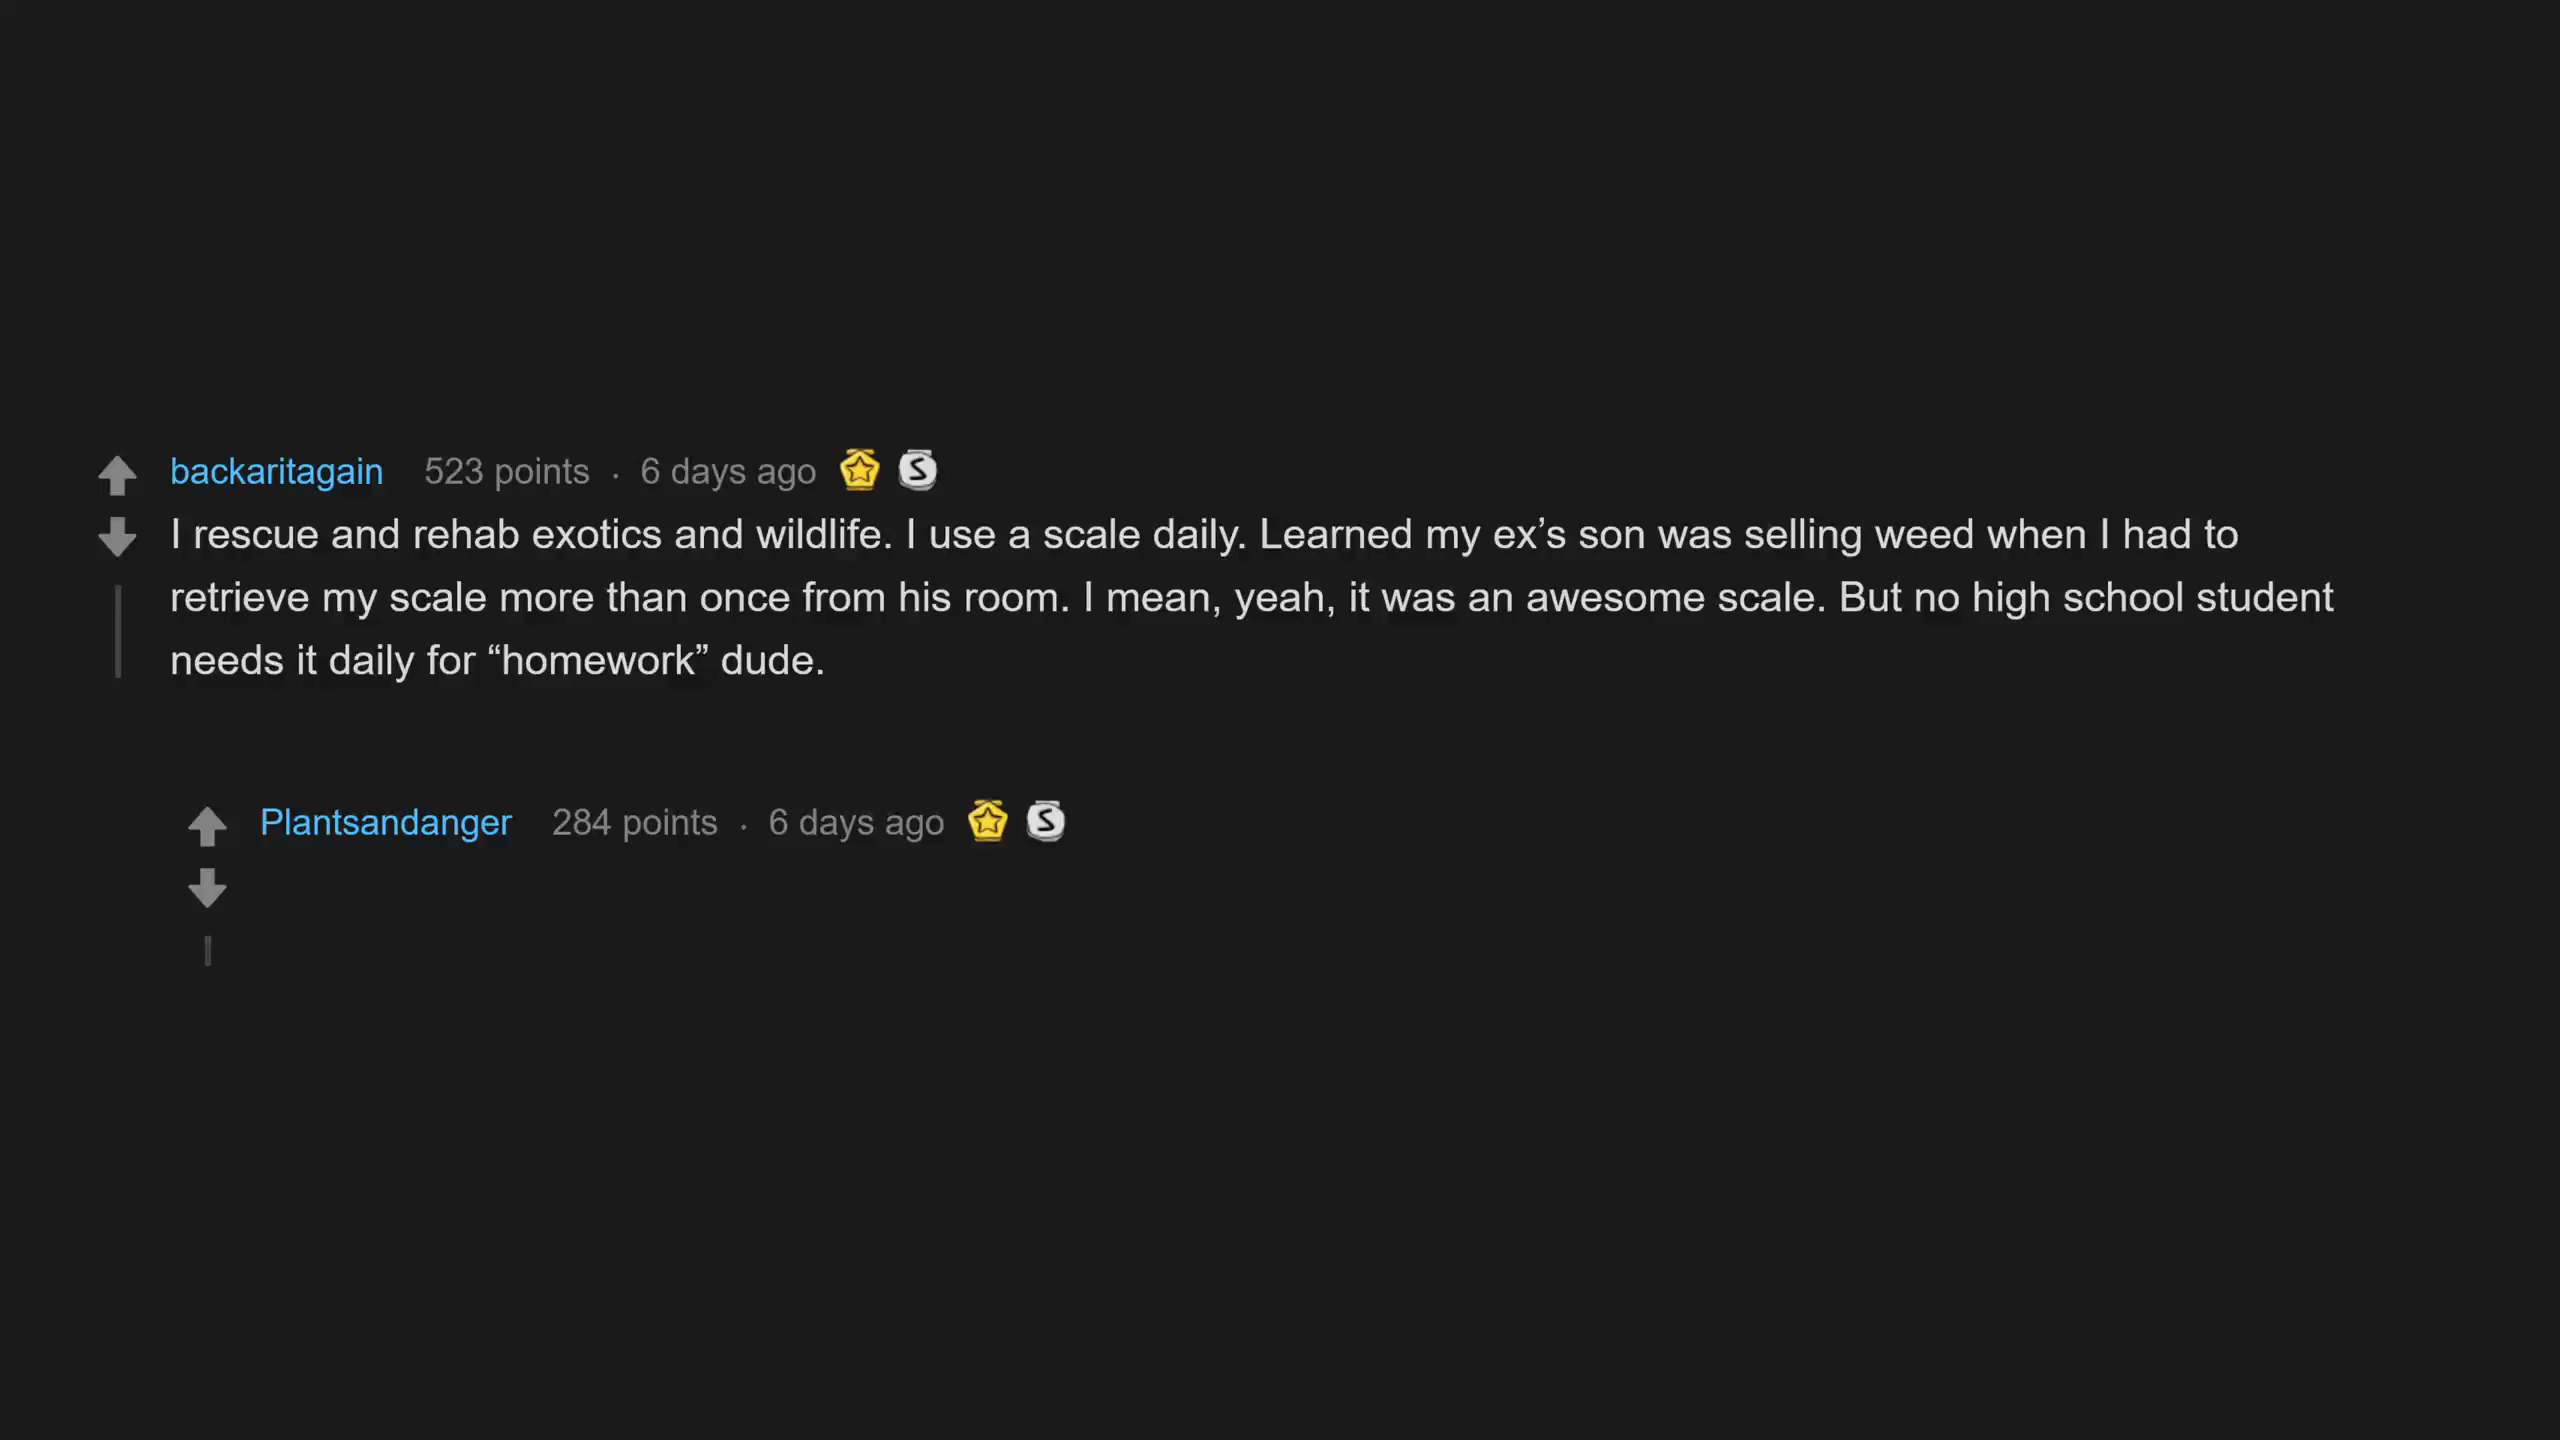 backaritagain 523 points · 6 days ago
I rescue and rehab exotics and wildlife. I use a scale daily. Learned my ex’s son was selling weed when I had to
retrieve my scale more than once from his room. I mean, yeah, it was an awesome scale. But no high school student
needs it daily for “homework” dude.
Plantsandanger 284 points · 6 days ago